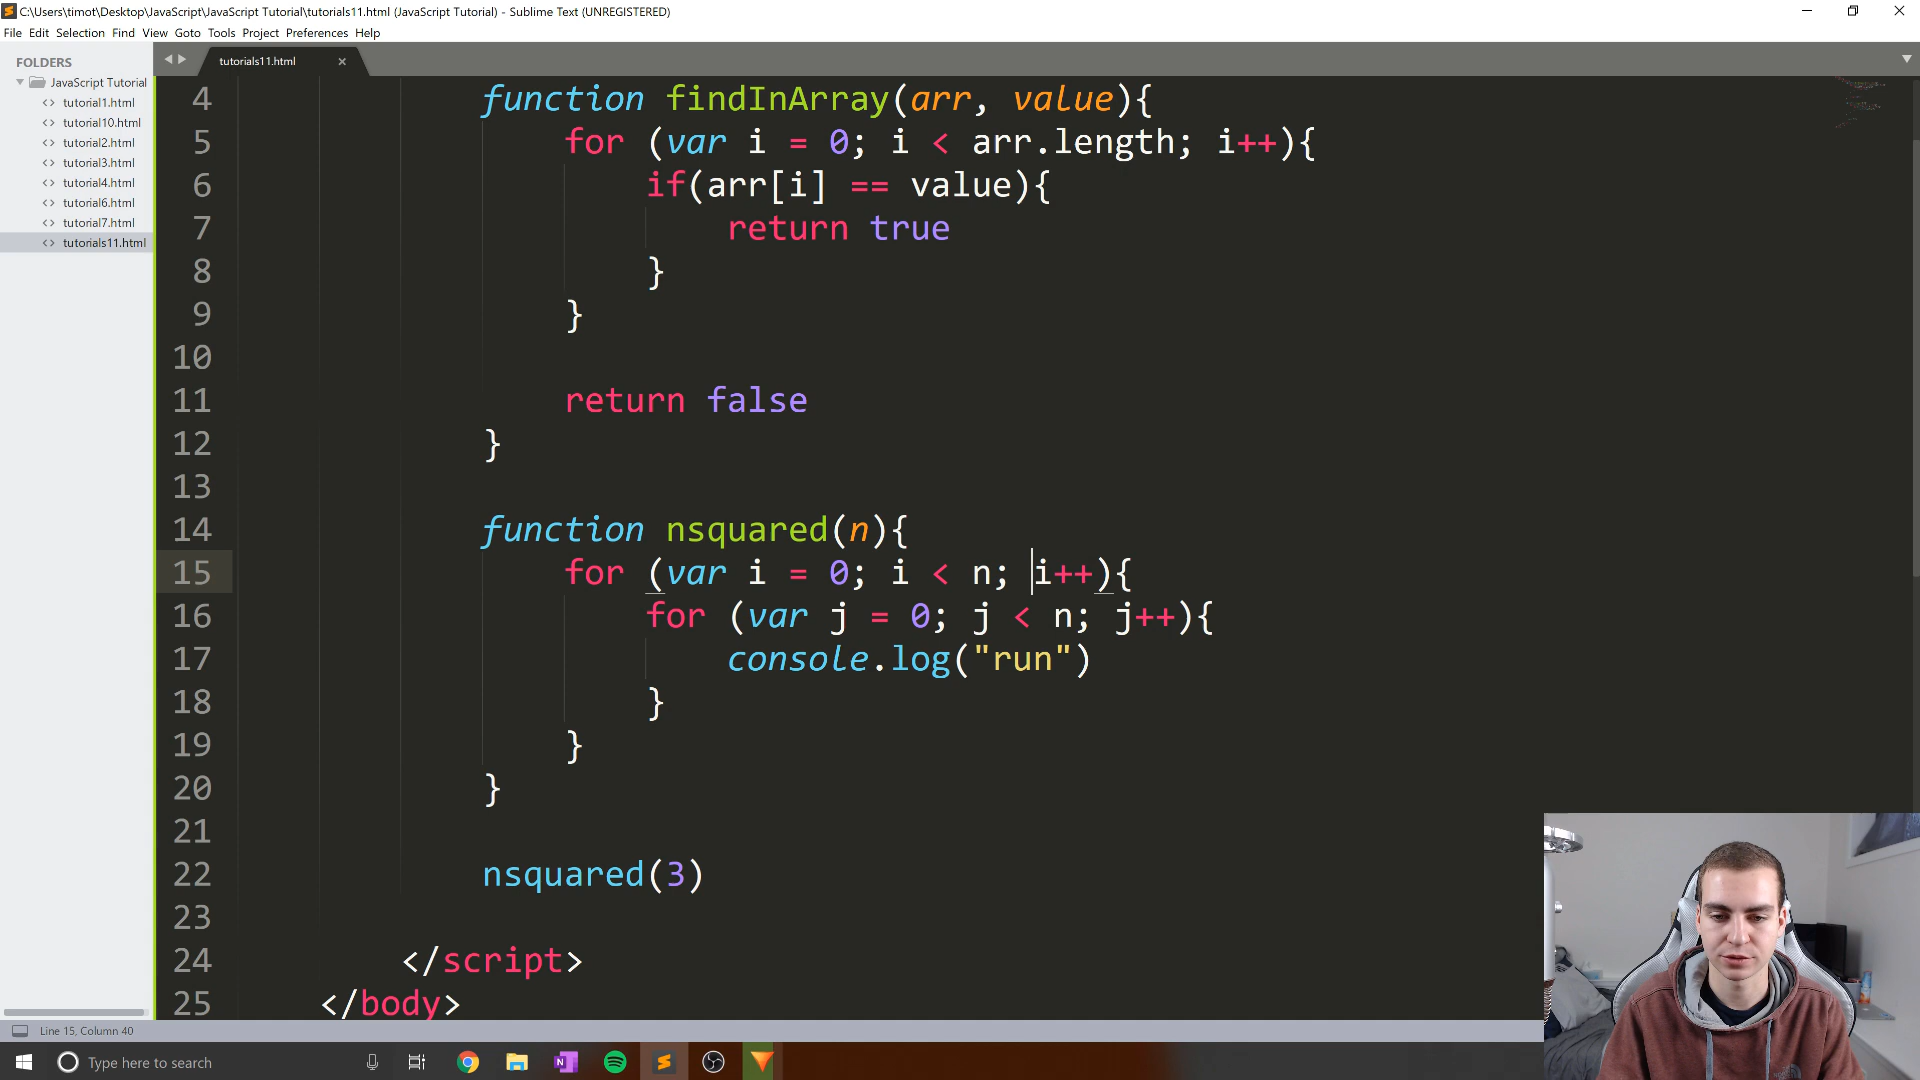 C:\Users\timot\Desktop\JavaScript\JavaScript Tutorial\tutorials11.html (JavaScript Tutorial) - Sublime Text (UNREGISTERED)
File Edit Selection Find View Goto Tools Project Preferences Help
FOLDERS
JavaScript Tutorial
tutorial1.html
tutorial10.html
tutorial2.html
tutorial3.html
tutorial4.html
tutorial6.html
tutorial7.html
tutorials11.html
tutorials11.html
4 function findInArray(arr, value){
5 for (var i = 0; i < arr.length; i++){
6 if(arr[i] == value){
7 return true
8 }
9 }
10
11 return false
12 }
13
14 function nsquared(n){
15 for (var i = 0; i < n; i++){
16 for (var j = 0; j < n; j++){
17 console.log("run")
18 }
19 }
20 }
21
22 nsquared(3)
23
24 </script>
25 </body>
Line 15, Column 40
Type here to search